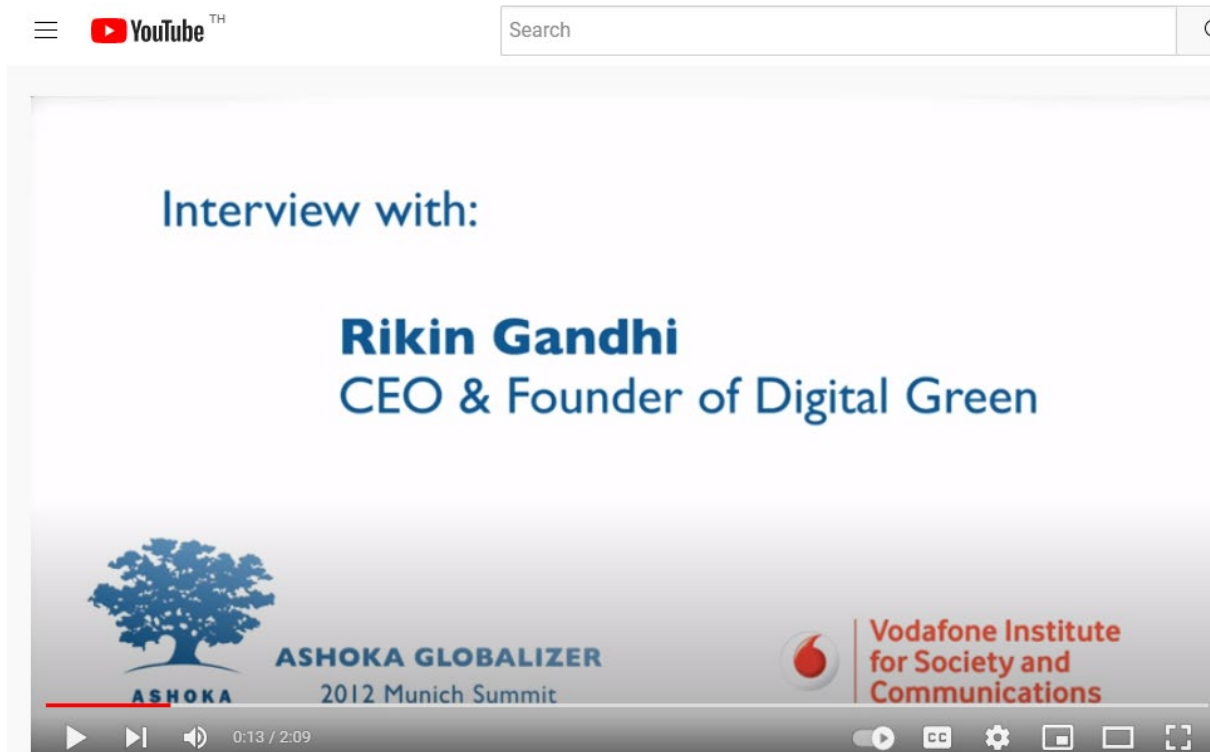 YouTube TH
Search
Interview with:
Rikin Gandhi
CEO & Founder of Digital Green
ASHOKA
ASHOKA GLOBALIZER
2012 Munich Summit
Vodafone Institute
for Society and
Communications
0:13 / 2:09
CC